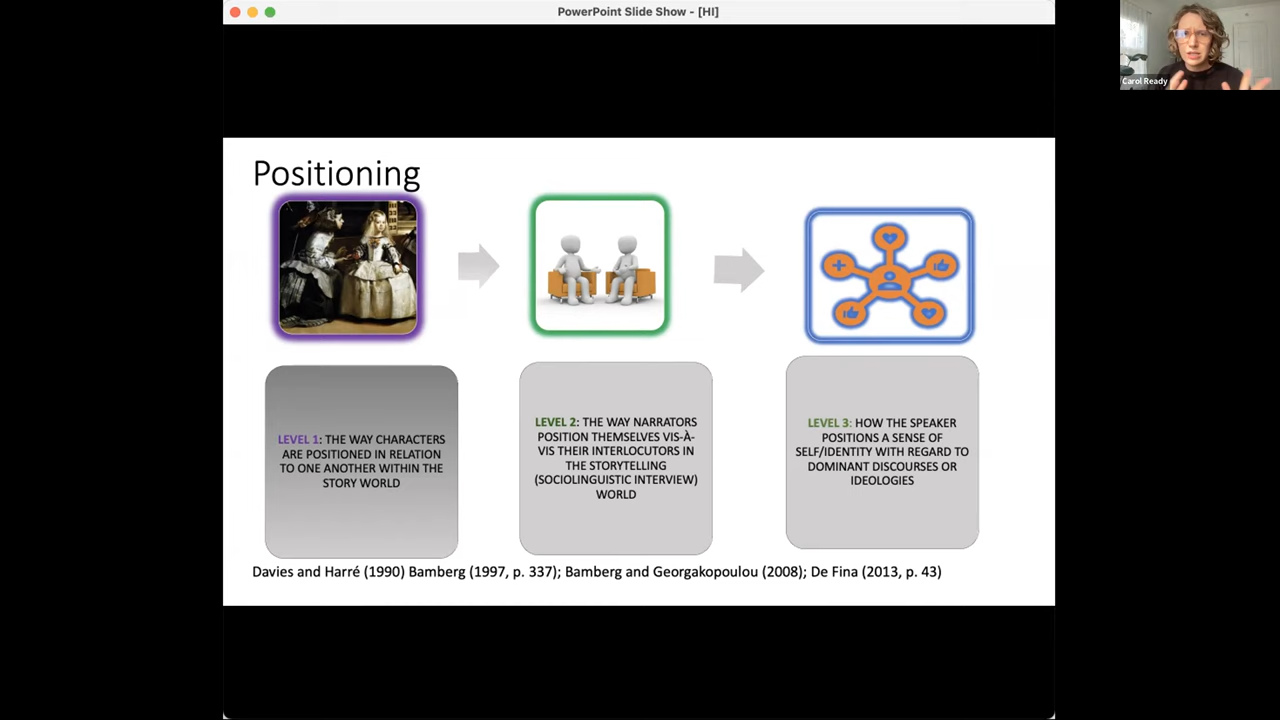 PowerPoint Slide Show - [HI]
Carol Ready
Positioning
LEVEL 1: THE WAY CHARACTERS
ARE POSITIONED IN RELATION
TO ONE ANOTHER WITHIN THE
STORY WORLD
LEVEL 2: THE WAY NARRATORS
POSITION THEMSELVES VIS-À-
VIS THEIR INTERLOCUTORS IN
THE STORYTELLING
(SOCIOLINGUISTIC INTERVIEW)
WORLD
LEVEL 3: HOW THE SPEAKER
POSITIONS A SENSE OF
SELF/IDENTITY WITH REGARD TO
DOMINANT DISCOURSES OR
IDEOLOGIES
Davies and Harré (1990) Bamberg (1997, p. 337); Bamberg and Georgakopoulou (2008); De Fina (2013, p. 43)